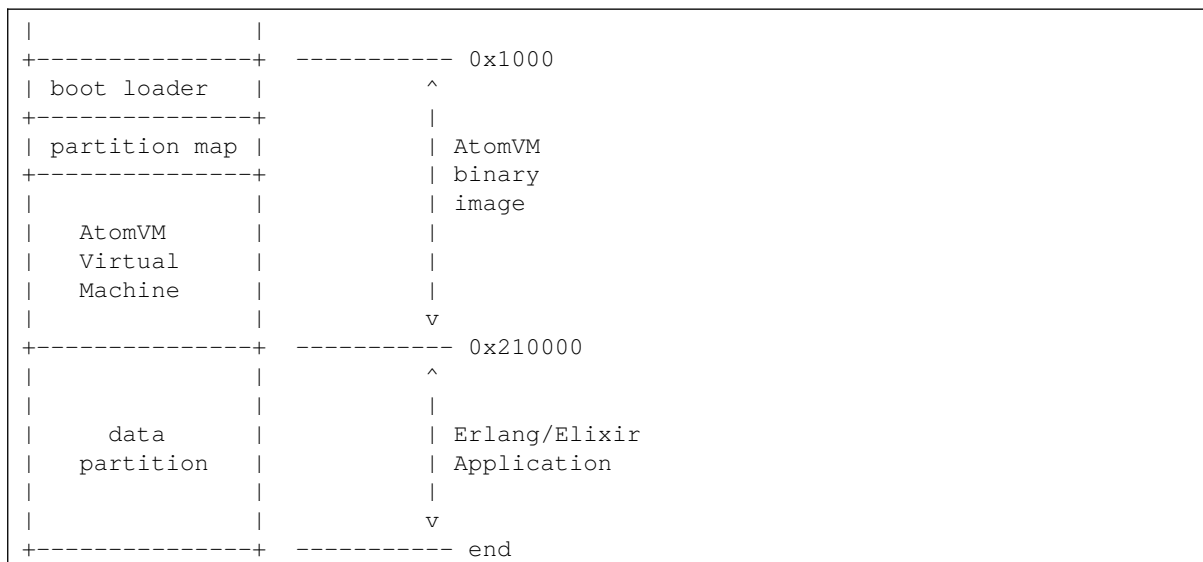 |               |
+---------------+  ----------- 0x1000
| boot loader   |          ^
+---------------+          |
| partition map |          | AtomVM
+---------------+          | binary
|               |          | image
|   AtomVM      |          |
|   Virtual     |          |
|   Machine     |          |
|               |          v
+---------------+  ----------- 0x210000
|               |          ^
|               |          |
|     data      |          | Erlang/Elixir
|   partition   |          | Application
|               |          |
|               |          v
+---------------+  ----------- end